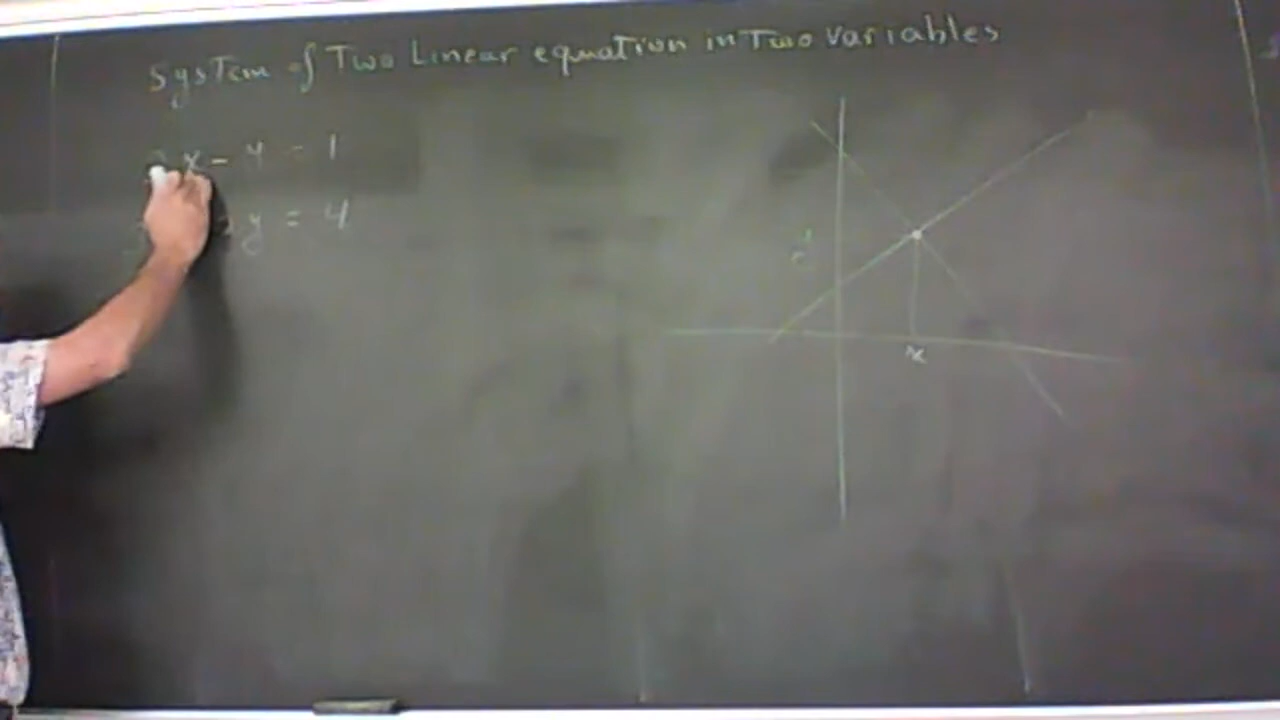 System of Two Linear equation in Two Variables
x - y = 1
y = 4
x